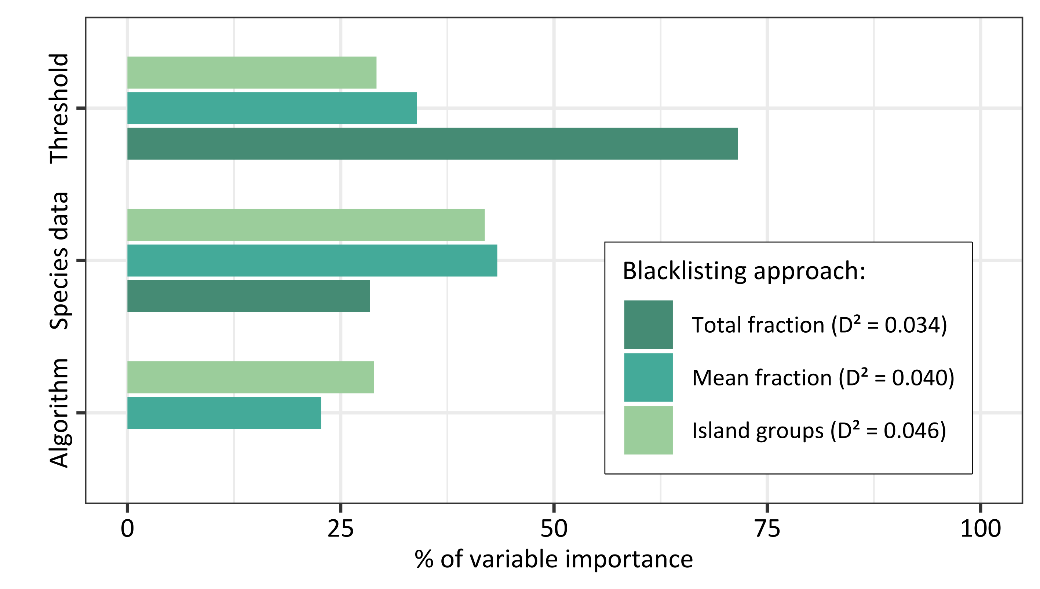 Threshold
Species data
Algorithm
Blacklisting approach:
Total fraction (D² = 0.034)
Mean fraction (D² = 0.040)
Island groups (D² = 0.046)
0 25 50 75 100
% of variable importance